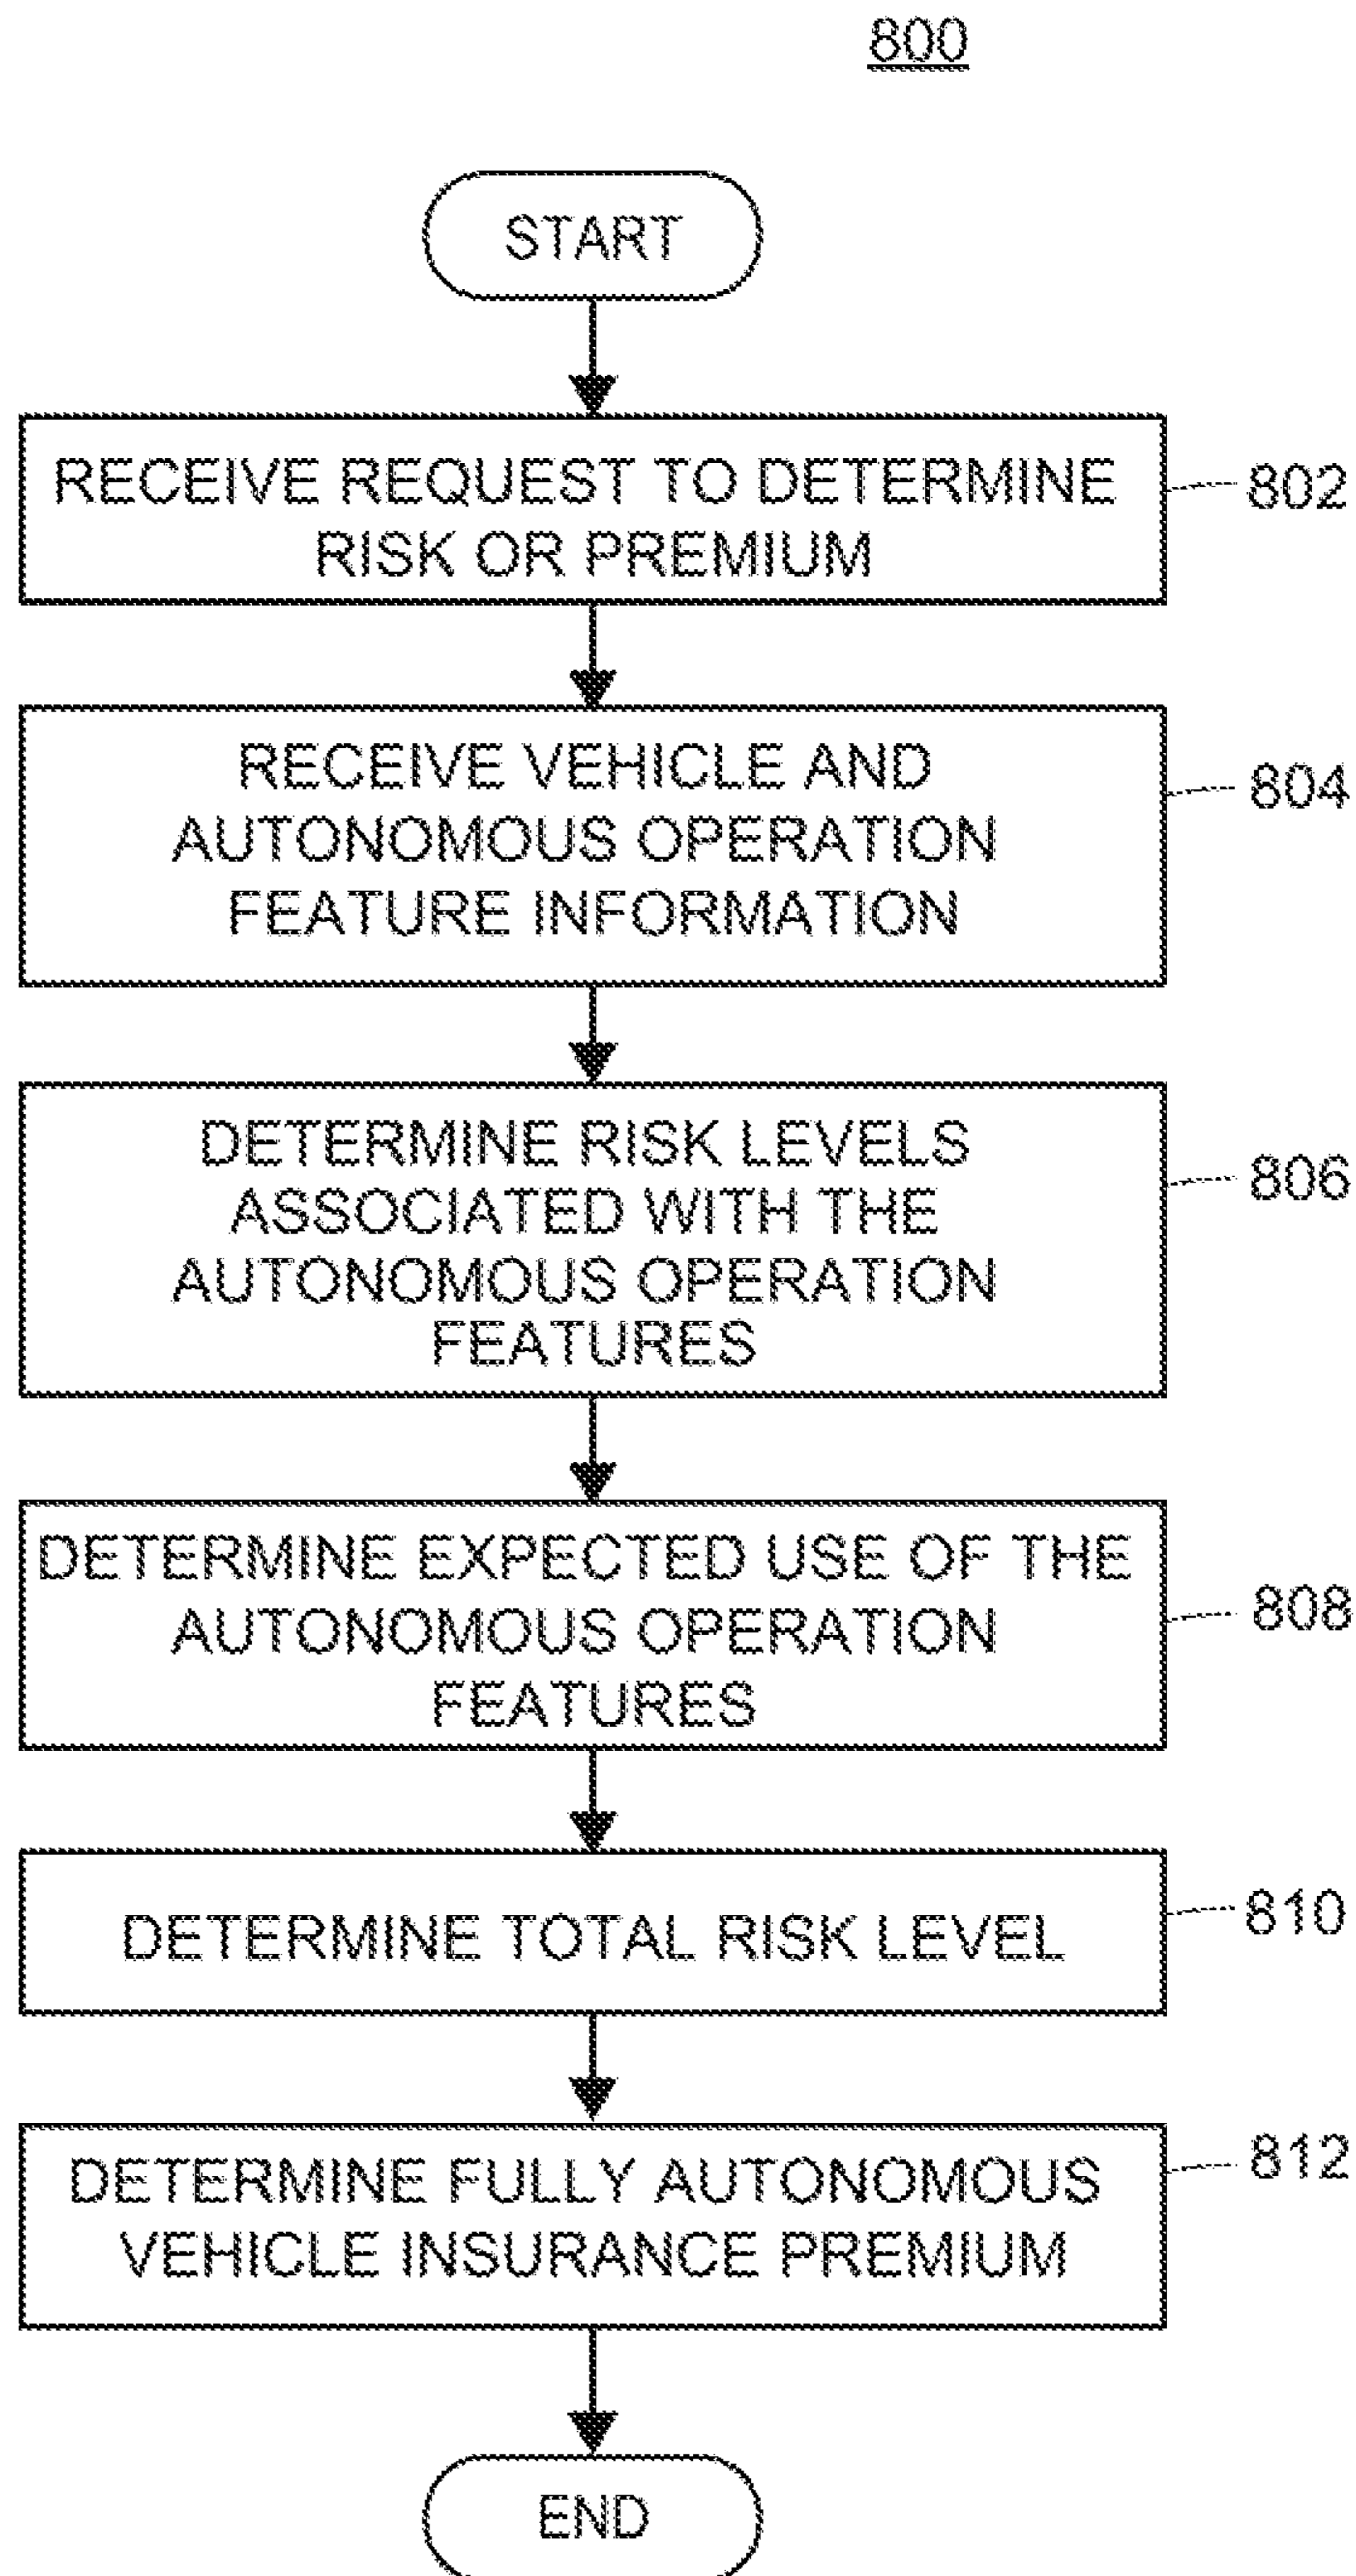 800
START
RECEIVE REQUEST TO DETERMINE
RISK OR PREMIUM
802
RECEIVE VEHICLE AND
AUTONOMOUS OPERATION
FEATURE INFORMATION
804
DETERMINE RISK LEVELS
ASSOCIATED WITH THE
AUTONOMOUS OPERATION
FEATURES
806
DETERMINE EXPECTED USE OF THE
AUTONOMOUS OPERATION
FEATURES
808
DETERMINE TOTAL RISK LEVEL
810
DETERMINE FULLY AUTONOMOUS
VEHICLE INSURANCE PREMIUM
812
END